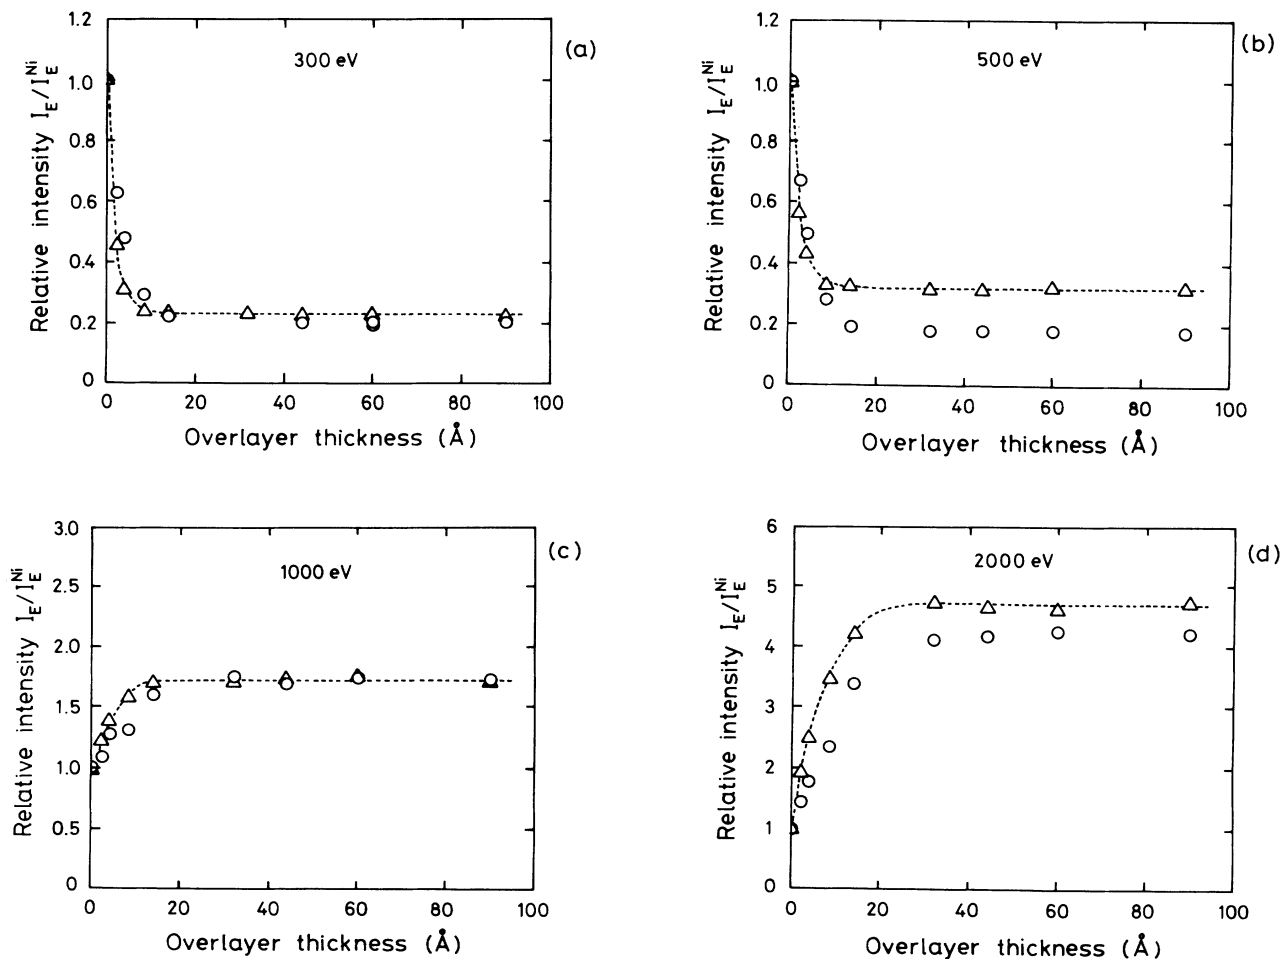 (a)
300 eV
Relative intensity I_E/I_E^Ni
1.2
1.0
0.8
0.6
0.4
0.2
0
0 20 40 60 80 100
Overlayer thickness (Å)
(b)
500 eV
Relative intensity I_E/I_E^Ni
1.2
1.0
0.8
0.6
0.4
0.2
0
0 20 40 60 80 100
Overlayer thickness (Å)
(c)
1000 eV
Relative intensity I_E/I_E^Ni
3.0
2.5
2.0
1.5
1.0
0.5
0
0 20 40 60 80 100
Overlayer thickness (Å)
(d)
2000 eV
Relative intensity I_E/I_E^Ni
6
5
4
3
2
1
0
0 20 40 60 80 100
Overlayer thickness (Å)